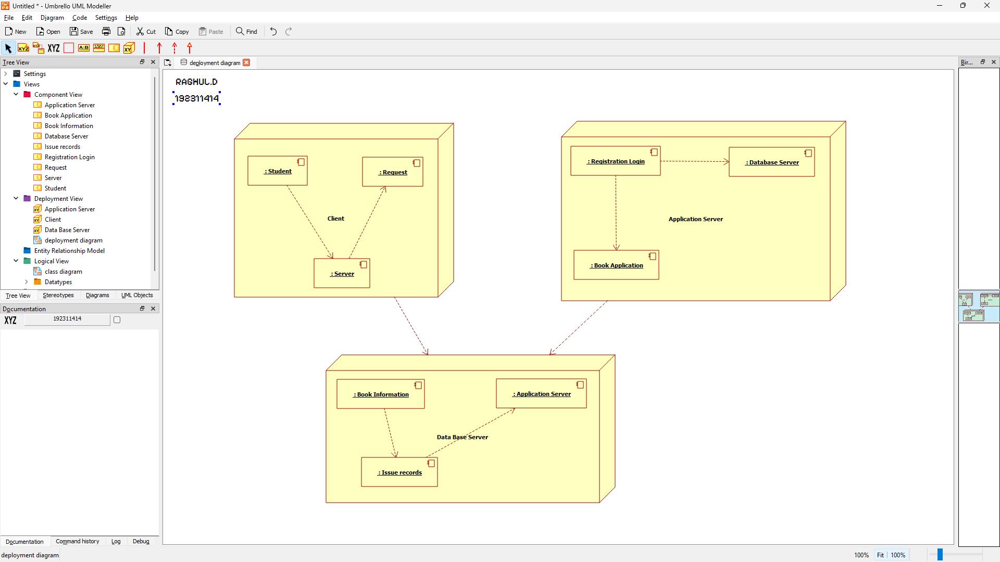 Untitled * - Umbrello UML Modeller
File Edit Diagram Code Settings Help
New Open Save Cut Copy Paste Find
XYZ XYZ XYZ A:B ABC XY
Tree View
deployment diagram
Bir...
Settings
Views
Component View
Application Server
Book Application
Book Information
Database Server
Issue records
Registration Login
Request
Server
Student
Deployment View
Application Server
Client
Data Base Server
deployment diagram
Entity Relationship Model
Logical View
class diagram
Datatypes
Tree View Stereotypes Diagrams UML Objects
Documentation
XYZ 192311414
Documentation Command history Log Debug
deployment diagram
RAGHUL.D
192311414
: Student
: Request
Client
: Server
: Registration Login
: Database Server
Application Server
: Book Application
: Book Information
: Application Server
Data Base Server
: Issue records
100% Fit 100%